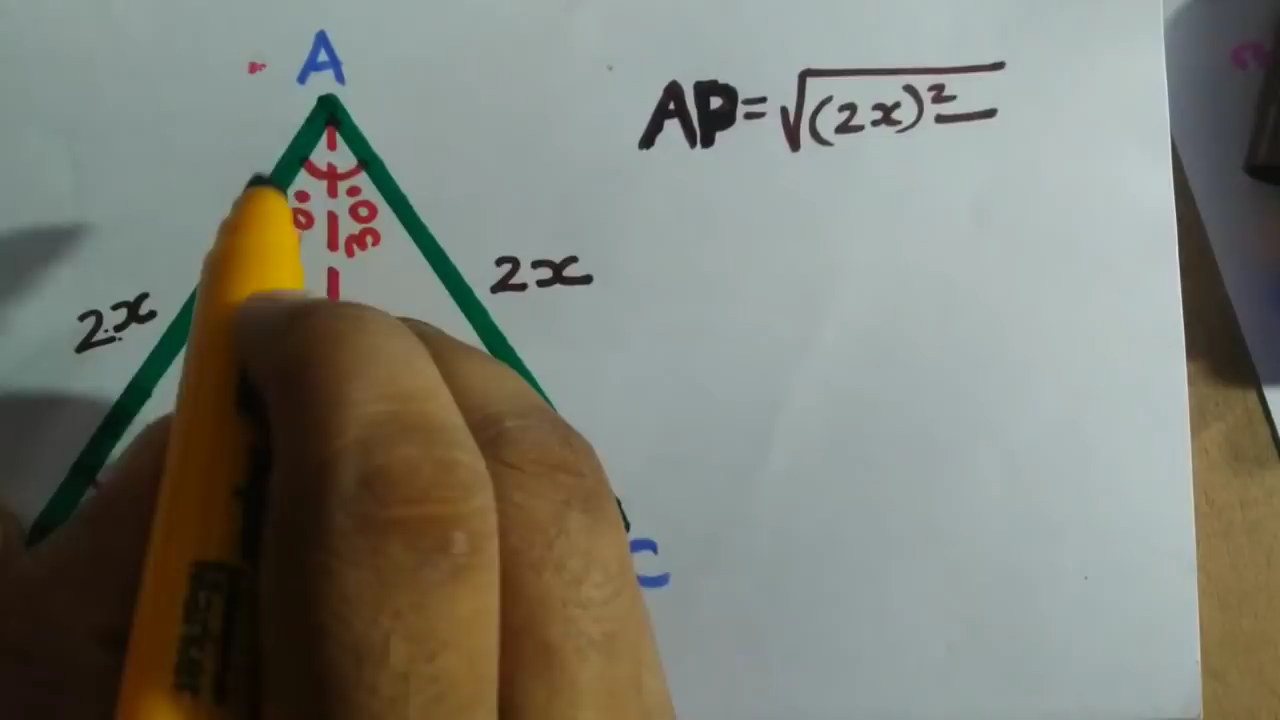 A
AP=√(2x)²−
30°
2x
2x
C